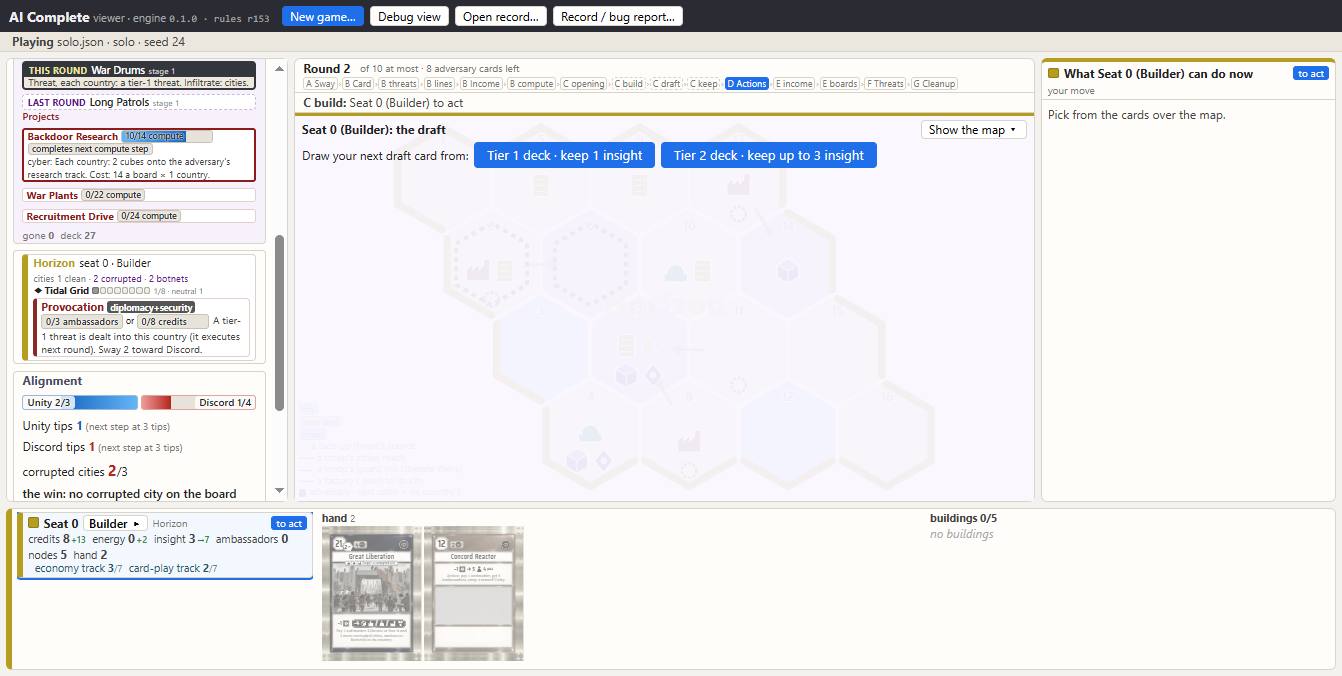 AI Complete viewer · engine 0.1.0 · rules r153 New game... Debug view Open record... Record / bug report...
Playing solo.json · solo · seed 24
THIS ROUND War Drums stage 1
Threat, each country: a tier-1 threat. Infiltrate: cities.
LAST ROUND Long Patrols stage 1
Projects
Backdoor Research 10/14 compute
completes next compute step
cyber: Each country: 2 cubes onto the adversary's
research track. Cost: 14 a board × 1 country.
War Plants 0/22 compute
Recruitment Drive 0/24 compute
gone 0 deck 27
Horizon seat 0 · Builder
cities 1 clean · 2 corrupted · 2 botnets
◆ Tidal Grid 1/8 · neutral 1
Provocation diplomacy+security
0/3 ambassadors or 0/8 credits A tier-
1 threat is dealt into this country (it executes
next round). Sway 2 toward Discord.
Alignment
Unity 2/3 Discord 1/4
Unity tips 1 (next step at 3 tips)
Discord tips 1 (next step at 3 tips)
corrupted cities 2/3
the win: no corrupted city on the board
Round 2 of 10 at most · 8 adversary cards left
A Sway › B Card › B threats › B lines › B Income › B compute › C opening › C build › C draft › C keep › D Actions › E income › E boards › F Threats › G Cleanup
C build: Seat 0 (Builder) to act
Seat 0 (Builder): the draft Show the map ▾
Draw your next draft card from: Tier 1 deck · keep 1 insight Tier 2 deck · keep up to 3 insight
What Seat 0 (Builder) can do now to act
your move
Pick from the cards over the map.
Seat 0 Builder ▸ Horizon to act
credits 8 +13 energy 0 +2 insight 3 →7 ambassadors 0
nodes 5 hand 2
economy track 3/7 card-play track 2/7
hand 2
21
Great Liberation
12
Concord Reactor
buildings 0/5
no buildings